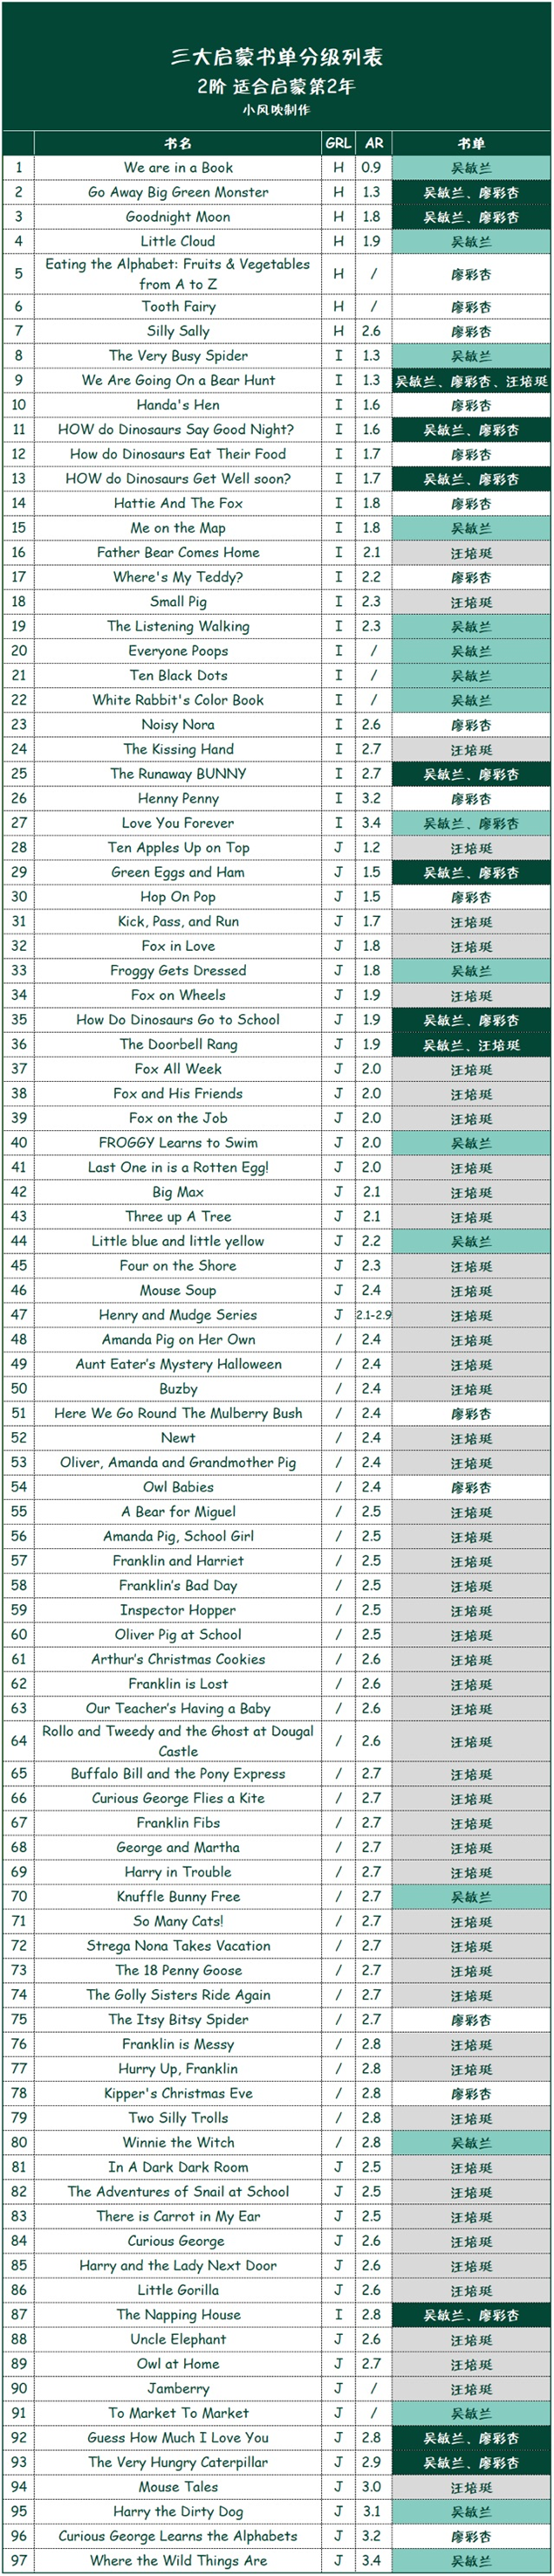 三大启蒙书单分级列表
2阶 适合启蒙第2年
小风吹制作
书名 GRL AR 书单
1 We are in a Book H 0.9 吴敏兰
2 Go Away Big Green Monster H 1.3 吴敏兰、廖彩杏
3 Goodnight Moon H 1.8 吴敏兰、廖彩杏
4 Little Cloud H 1.9 吴敏兰
5 Eating the Alphabet: Fruits & Vegetables
from A to Z H / 廖彩杏
6 Tooth Fairy H / 廖彩杏
7 Silly Sally H 2.6 廖彩杏
8 The Very Busy Spider I 1.3 吴敏兰
9 We Are Going On a Bear Hunt I 1.3 吴敏兰、廖彩杏、汪培珽
10 Handa's Hen I 1.6 廖彩杏
11 HOW do Dinosaurs Say Good Night? I 1.6 吴敏兰、廖彩杏
12 How do Dinosaurs Eat Their Food I 1.7 廖彩杏
13 HOW do Dinosaurs Get Well soon? I 1.7 吴敏兰、廖彩杏
14 Hattie And The Fox I 1.8 廖彩杏
15 Me on the Map I 1.8 吴敏兰
16 Father Bear Comes Home I 2.1 汪培珽
17 Where's My Teddy? I 2.2 廖彩杏
18 Small Pig I 2.3 汪培珽
19 The Listening Walking I 2.3 吴敏兰
20 Everyone Poops I / 吴敏兰
21 Ten Black Dots I / 吴敏兰
22 White Rabbit's Color Book I / 吴敏兰
23 Noisy Nora I 2.6 廖彩杏
24 The Kissing Hand I 2.7 汪培珽
25 The Runaway BUNNY I 2.7 吴敏兰、廖彩杏
26 Henny Penny I 3.2 廖彩杏
27 Love You Forever I 3.4 吴敏兰、廖彩杏
28 Ten Apples Up on Top J 1.2 汪培珽
29 Green Eggs and Ham J 1.5 吴敏兰、廖彩杏
30 Hop On Pop J 1.5 廖彩杏
31 Kick, Pass, and Run J 1.7 汪培珽
32 Fox in Love J 1.8 汪培珽
33 Froggy Gets Dressed J 1.8 吴敏兰
34 Fox on Wheels J 1.9 汪培珽
35 How Do Dinosaurs Go to School J 1.9 吴敏兰、廖彩杏
36 The Doorbell Rang J 1.9 吴敏兰、汪培珽
37 Fox All Week J 2.0 汪培珽
38 Fox and His Friends J 2.0 汪培珽
39 Fox on the Job J 2.0 汪培珽
40 FROGGY Learns to Swim J 2.0 吴敏兰
41 Last One in is a Rotten Egg! J 2.0 汪培珽
42 Big Max J 2.1 汪培珽
43 Three up A Tree J 2.1 汪培珽
44 Little blue and little yellow J 2.2 吴敏兰
45 Four on the Shore J 2.3 汪培珽
46 Mouse Soup J 2.4 汪培珽
47 Henry and Mudge Series J 2.1-2.9 汪培珽
48 Amanda Pig on Her Own / 2.4 汪培珽
49 Aunt Eater’s Mystery Halloween / 2.4 汪培珽
50 Buzby / 2.4 汪培珽
51 Here We Go Round The Mulberry Bush / 2.4 廖彩杏
52 Newt / 2.4 汪培珽
53 Oliver, Amanda and Grandmother Pig / 2.4 汪培珽
54 Owl Babies / 2.4 廖彩杏
55 A Bear for Miguel / 2.5 汪培珽
56 Amanda Pig, School Girl / 2.5 汪培珽
57 Franklin and Harriet / 2.5 汪培珽
58 Franklin’s Bad Day / 2.5 汪培珽
59 Inspector Hopper / 2.5 汪培珽
60 Oliver Pig at School / 2.5 汪培珽
61 Arthur’s Christmas Cookies / 2.6 汪培珽
62 Franklin is Lost / 2.6 汪培珽
63 Our Teacher’s Having a Baby / 2.6 汪培珽
64 Rollo and Tweedy and the Ghost at Dougal
Castle / 2.6 汪培珽
65 Buffalo Bill and the Pony Express / 2.7 汪培珽
66 Curious George Flies a Kite / 2.7 汪培珽
67 Franklin Fibs / 2.7 汪培珽
68 George and Martha / 2.7 汪培珽
69 Harry in Trouble / 2.7 汪培珽
70 Knuffle Bunny Free / 2.7 吴敏兰
71 So Many Cats! / 2.7 汪培珽
72 Strega Nona Takes Vacation / 2.7 汪培珽
73 The 18 Penny Goose / 2.7 汪培珽
74 The Golly Sisters Ride Again / 2.7 汪培珽
75 The Itsy Bitsy Spider / 2.7 廖彩杏
76 Franklin is Messy / 2.8 汪培珽
77 Hurry Up, Franklin / 2.8 汪培珽
78 Kipper's Christmas Eve / 2.8 廖彩杏
79 Two Silly Trolls / 2.8 汪培珽
80 Winnie the Witch / 2.8 吴敏兰
81 In A Dark Dark Room J 2.5 汪培珽
82 The Adventures of Snail at School J 2.5 汪培珽
83 There is Carrot in My Ear J 2.5 汪培珽
84 Curious George J 2.6 汪培珽
85 Harry and the Lady Next Door J 2.6 汪培珽
86 Little Gorilla J 2.6 汪培珽
87 The Napping House I 2.8 吴敏兰、廖彩杏
88 Uncle Elephant J 2.6 汪培珽
89 Owl at Home J 2.7 汪培珽
90 Jamberry J / 汪培珽
91 To Market To Market J / 吴敏兰
92 Guess How Much I Love You J 2.8 吴敏兰、廖彩杏
93 The Very Hungry Caterpillar J 2.9 吴敏兰、廖彩杏
94 Mouse Tales J 3.0 汪培珽
95 Harry the Dirty Dog J 3.1 吴敏兰
96 Curious George Learns the Alphabets J 3.2 廖彩杏
97 Where the Wild Things Are J 3.4 吴敏兰